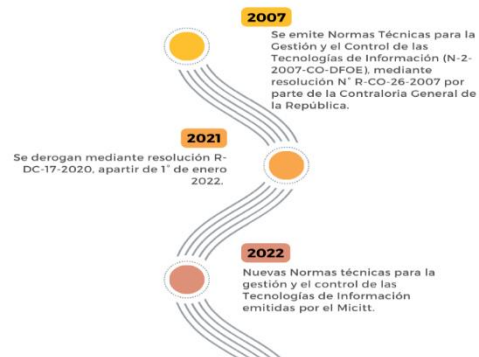 2007
Se emite Normas Técnicas para la
Gestión y el Control de las
Tecnologías de Información (N-2-
2007-CO-DFOE), mediante
resolución N° R-CO-26-2007 por
parte de la Contraloria General de
la República.
2021
Se derogan mediante resolución R-
DC-17-2020, apartir de 1° de enero
2022.
2022
Nuevas Normas técnicas para la
gestión y el control de las
Tecnologías de Información
emitidas por el Micitt.